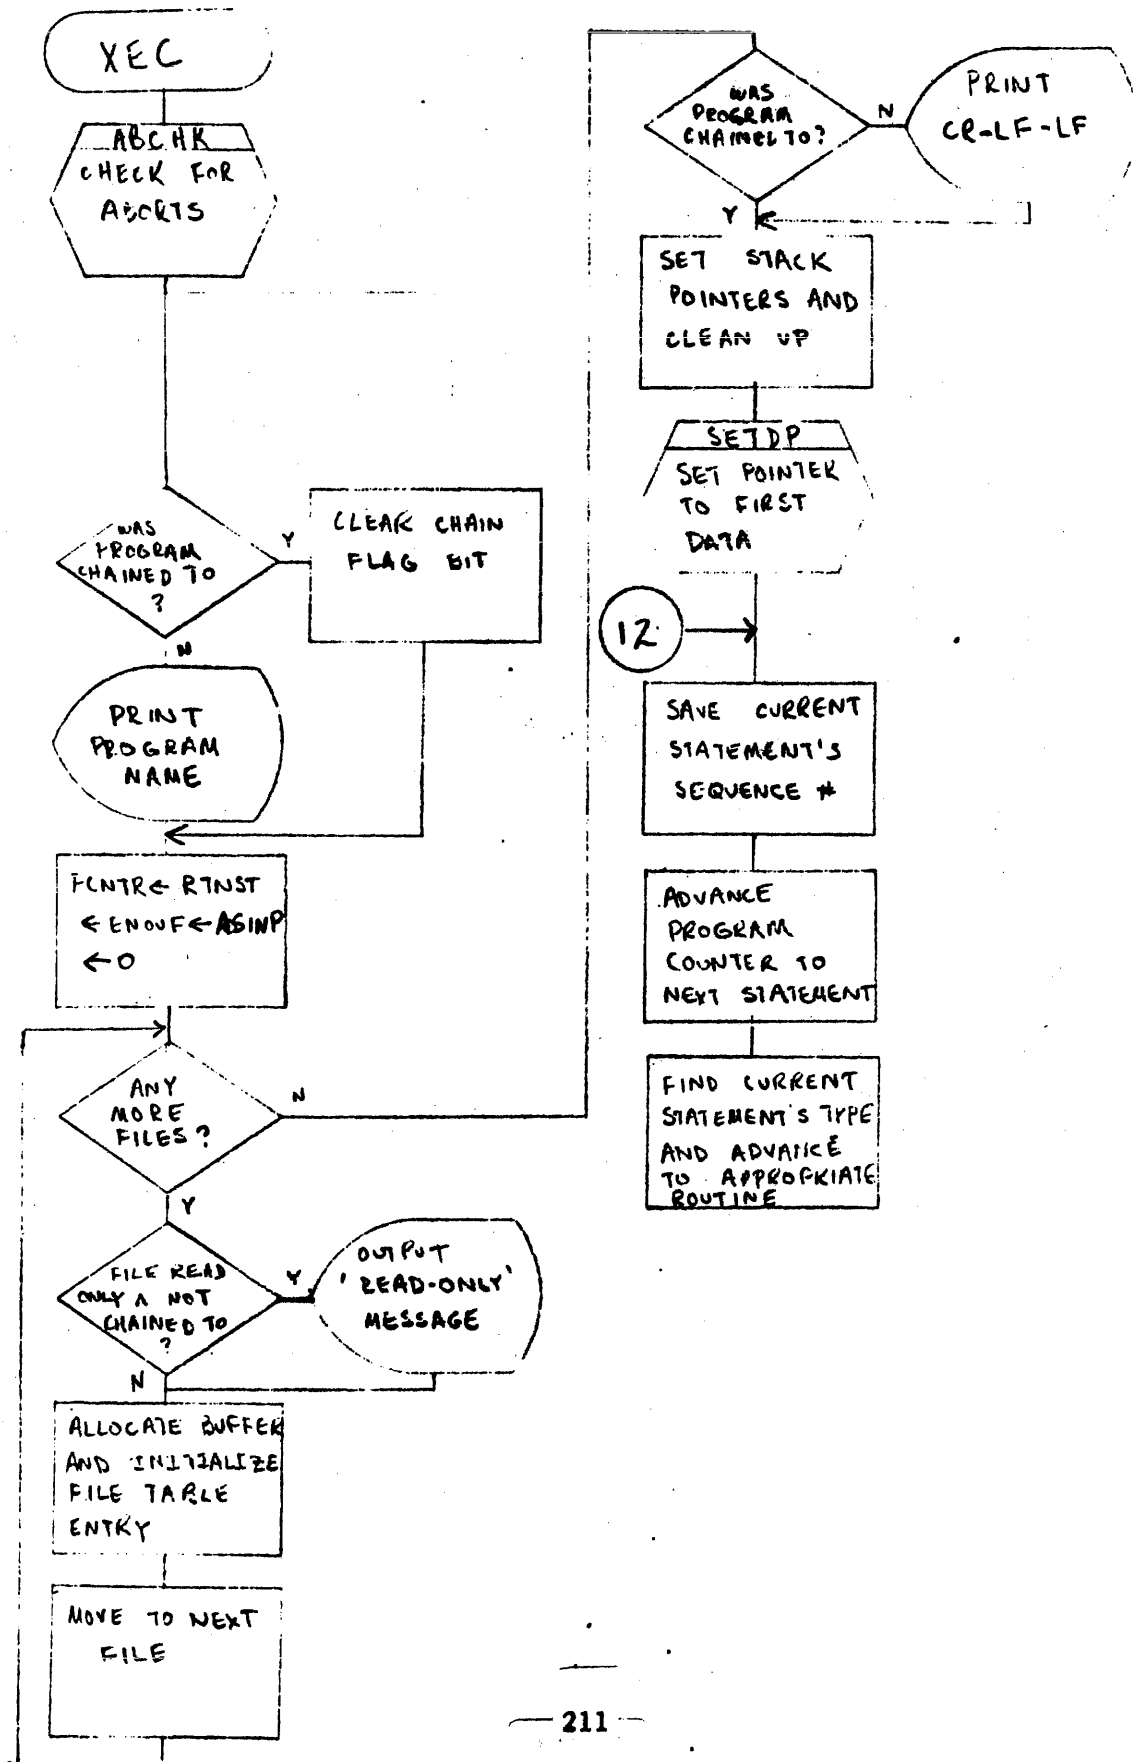 XEC
ABCHK
CHECK FOR
ABORTS
WAS
PROGRAM
CHAINED TO
?
Y
CLEAR CHAIN
FLAG BIT
N
PRINT
PROGRAM
NAME
FCNTR← RTNST
← ENOUF← ASINP
← 0
ANY
MORE
FILES?
N
Y
FILE READ
ONLY ∧ NOT
CHAINED TO
?
Y
OUTPUT
'READ-ONLY'
MESSAGE
N
ALLOCATE BUFFER
AND INITIALIZE
FILE TABLE
ENTRY
MOVE TO NEXT
FILE
WAS
PROGRAM
CHAINED TO?
N
PRINT
CR-LF-LF
Y
SET STACK
POINTERS AND
CLEAN UP
SETDP
SET POINTER
TO FIRST
DATA
12
SAVE CURRENT
STATEMENT'S
SEQUENCE #
ADVANCE
PROGRAM
COUNTER TO
NEXT STATEMENT
FIND CURRENT
STATEMENT'S TYPE
AND ADVANCE
TO APPROPRIATE
ROUTINE
211